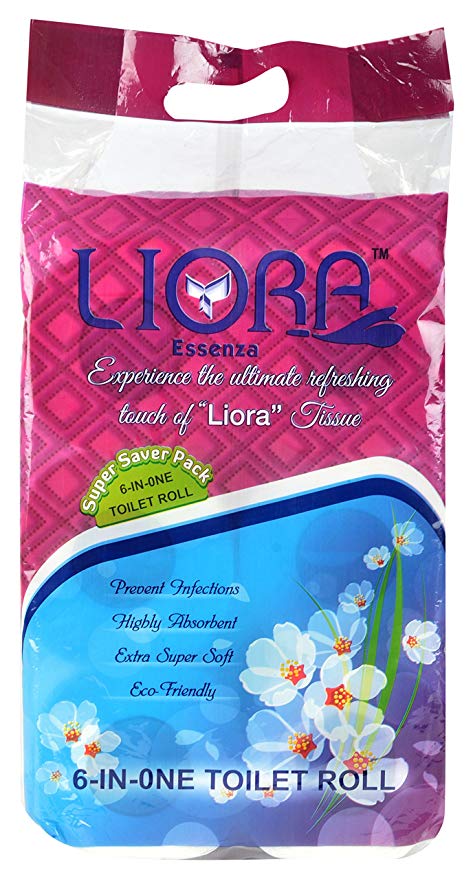 LIORA™
Essenza
Experience the ultimate refreshing
touch of "Liora" Tissue
Super Saver Pack
6-IN-ONE
TOILET ROLL
Prevent Infections
Highly Absorbent
Extra Super Soft
Eco-Friendly
6-IN-ONE TOILET ROLL